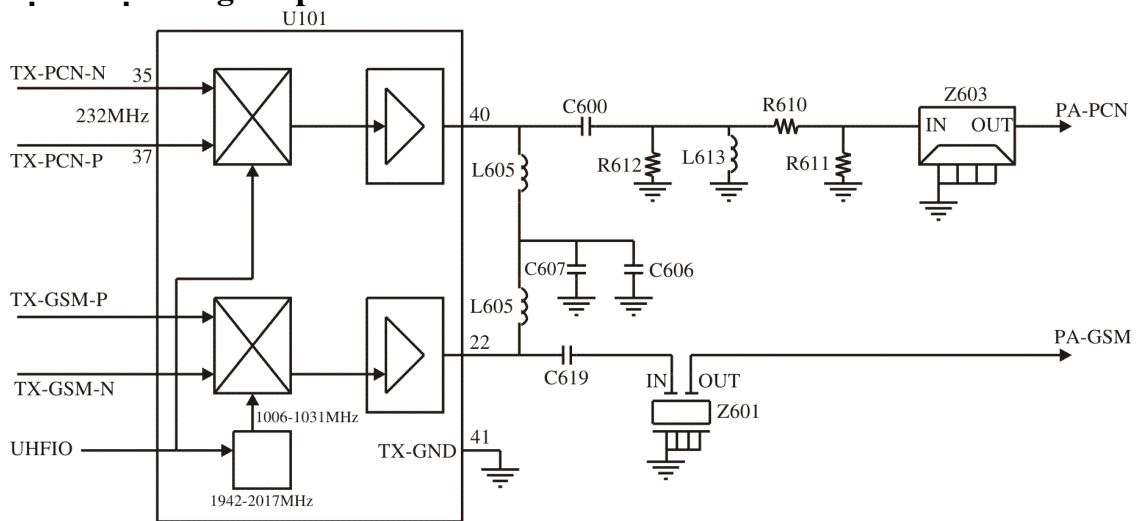 U101
TX-PCN-N
35
232MHz
TX-PCN-P
37
40
C600
R610
Z603
PA-PCN
IN OUT
L605
R612
L613
R611
C607
C606
TX-GSM-P
L605
22
PA-GSM
C619
IN OUT
Z601
TX-GSM-N
1006-1031MHz
UHFIO
TX-GND
41
1942-2017MHz